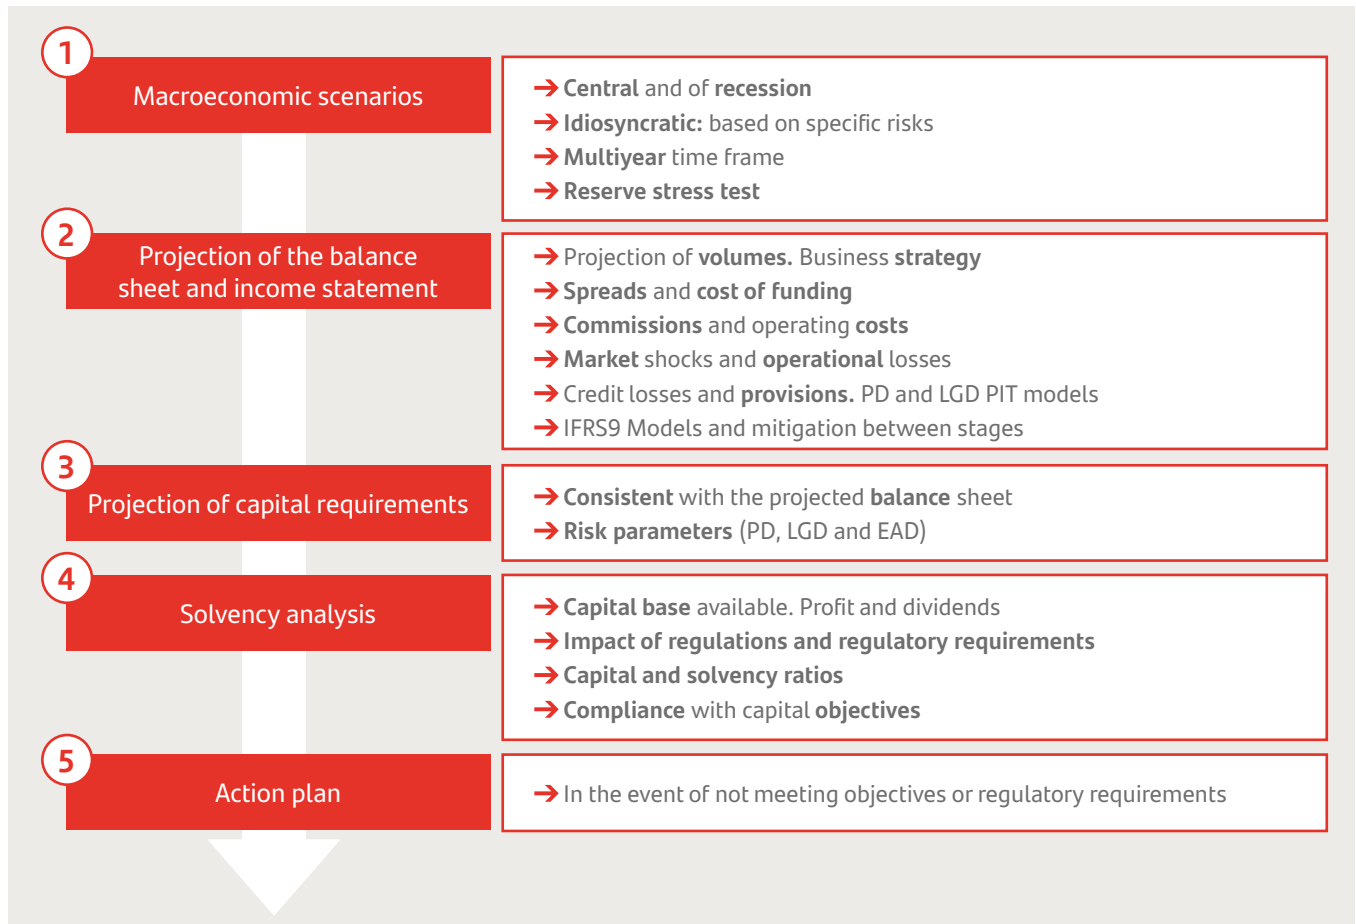 1
Macroeconomic scenarios
Central and of recession
Idiosyncratic: based on specific risks
Multiyear time frame
Reserve stress test
2
Projection of the balance
sheet and income statement
Projection of volumes. Business strategy
Spreads and cost of funding
Commissions and operating costs
Market shocks and operational losses
Credit losses and provisions. PD and LGD PIT models
IFRS9 Models and mitigation between stages
3
Projection of capital requirements
Consistent with the projected balance sheet
Risk parameters (PD, LGD and EAD)
4
Solvency analysis
Capital base available. Profit and dividends
Impact of regulations and regulatory requirements
Capital and solvency ratios
Compliance with capital objectives
5
Action plan
In the event of not meeting objectives or regulatory requirements